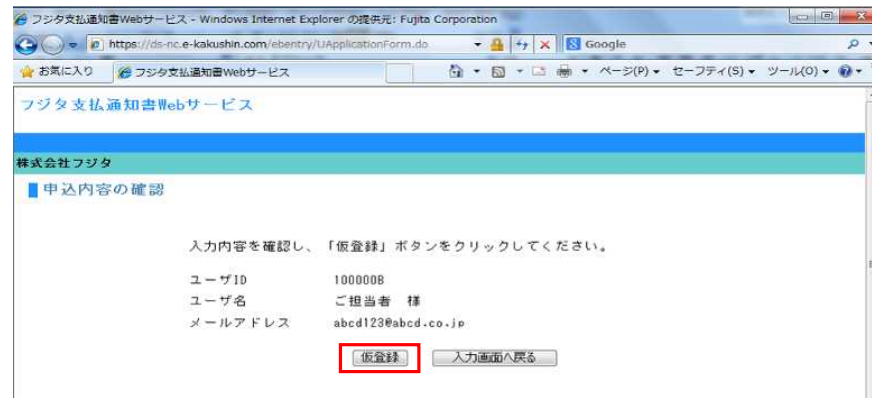 フジタ支払通知書Webサービス - Windows Internet Explorer の提供元: Fujita Corporation
https://ds-nc.e-kakushin.com/ebentry/UApplicationForm.do
Google
お気に入り フジタ支払通知書Webサービス ページ(P) セーフティ(S) ツール(O)
フジタ支払通知書Webサービス
株式会社フジタ
申込内容の確認
入力内容を確認し、「仮登録」ボタンをクリックしてください。
ユーザID 100000B
ユーザ名 ご担当者 様
メールアドレス abcd123@abcd.co.jp
仮登録 入力画面へ戻る